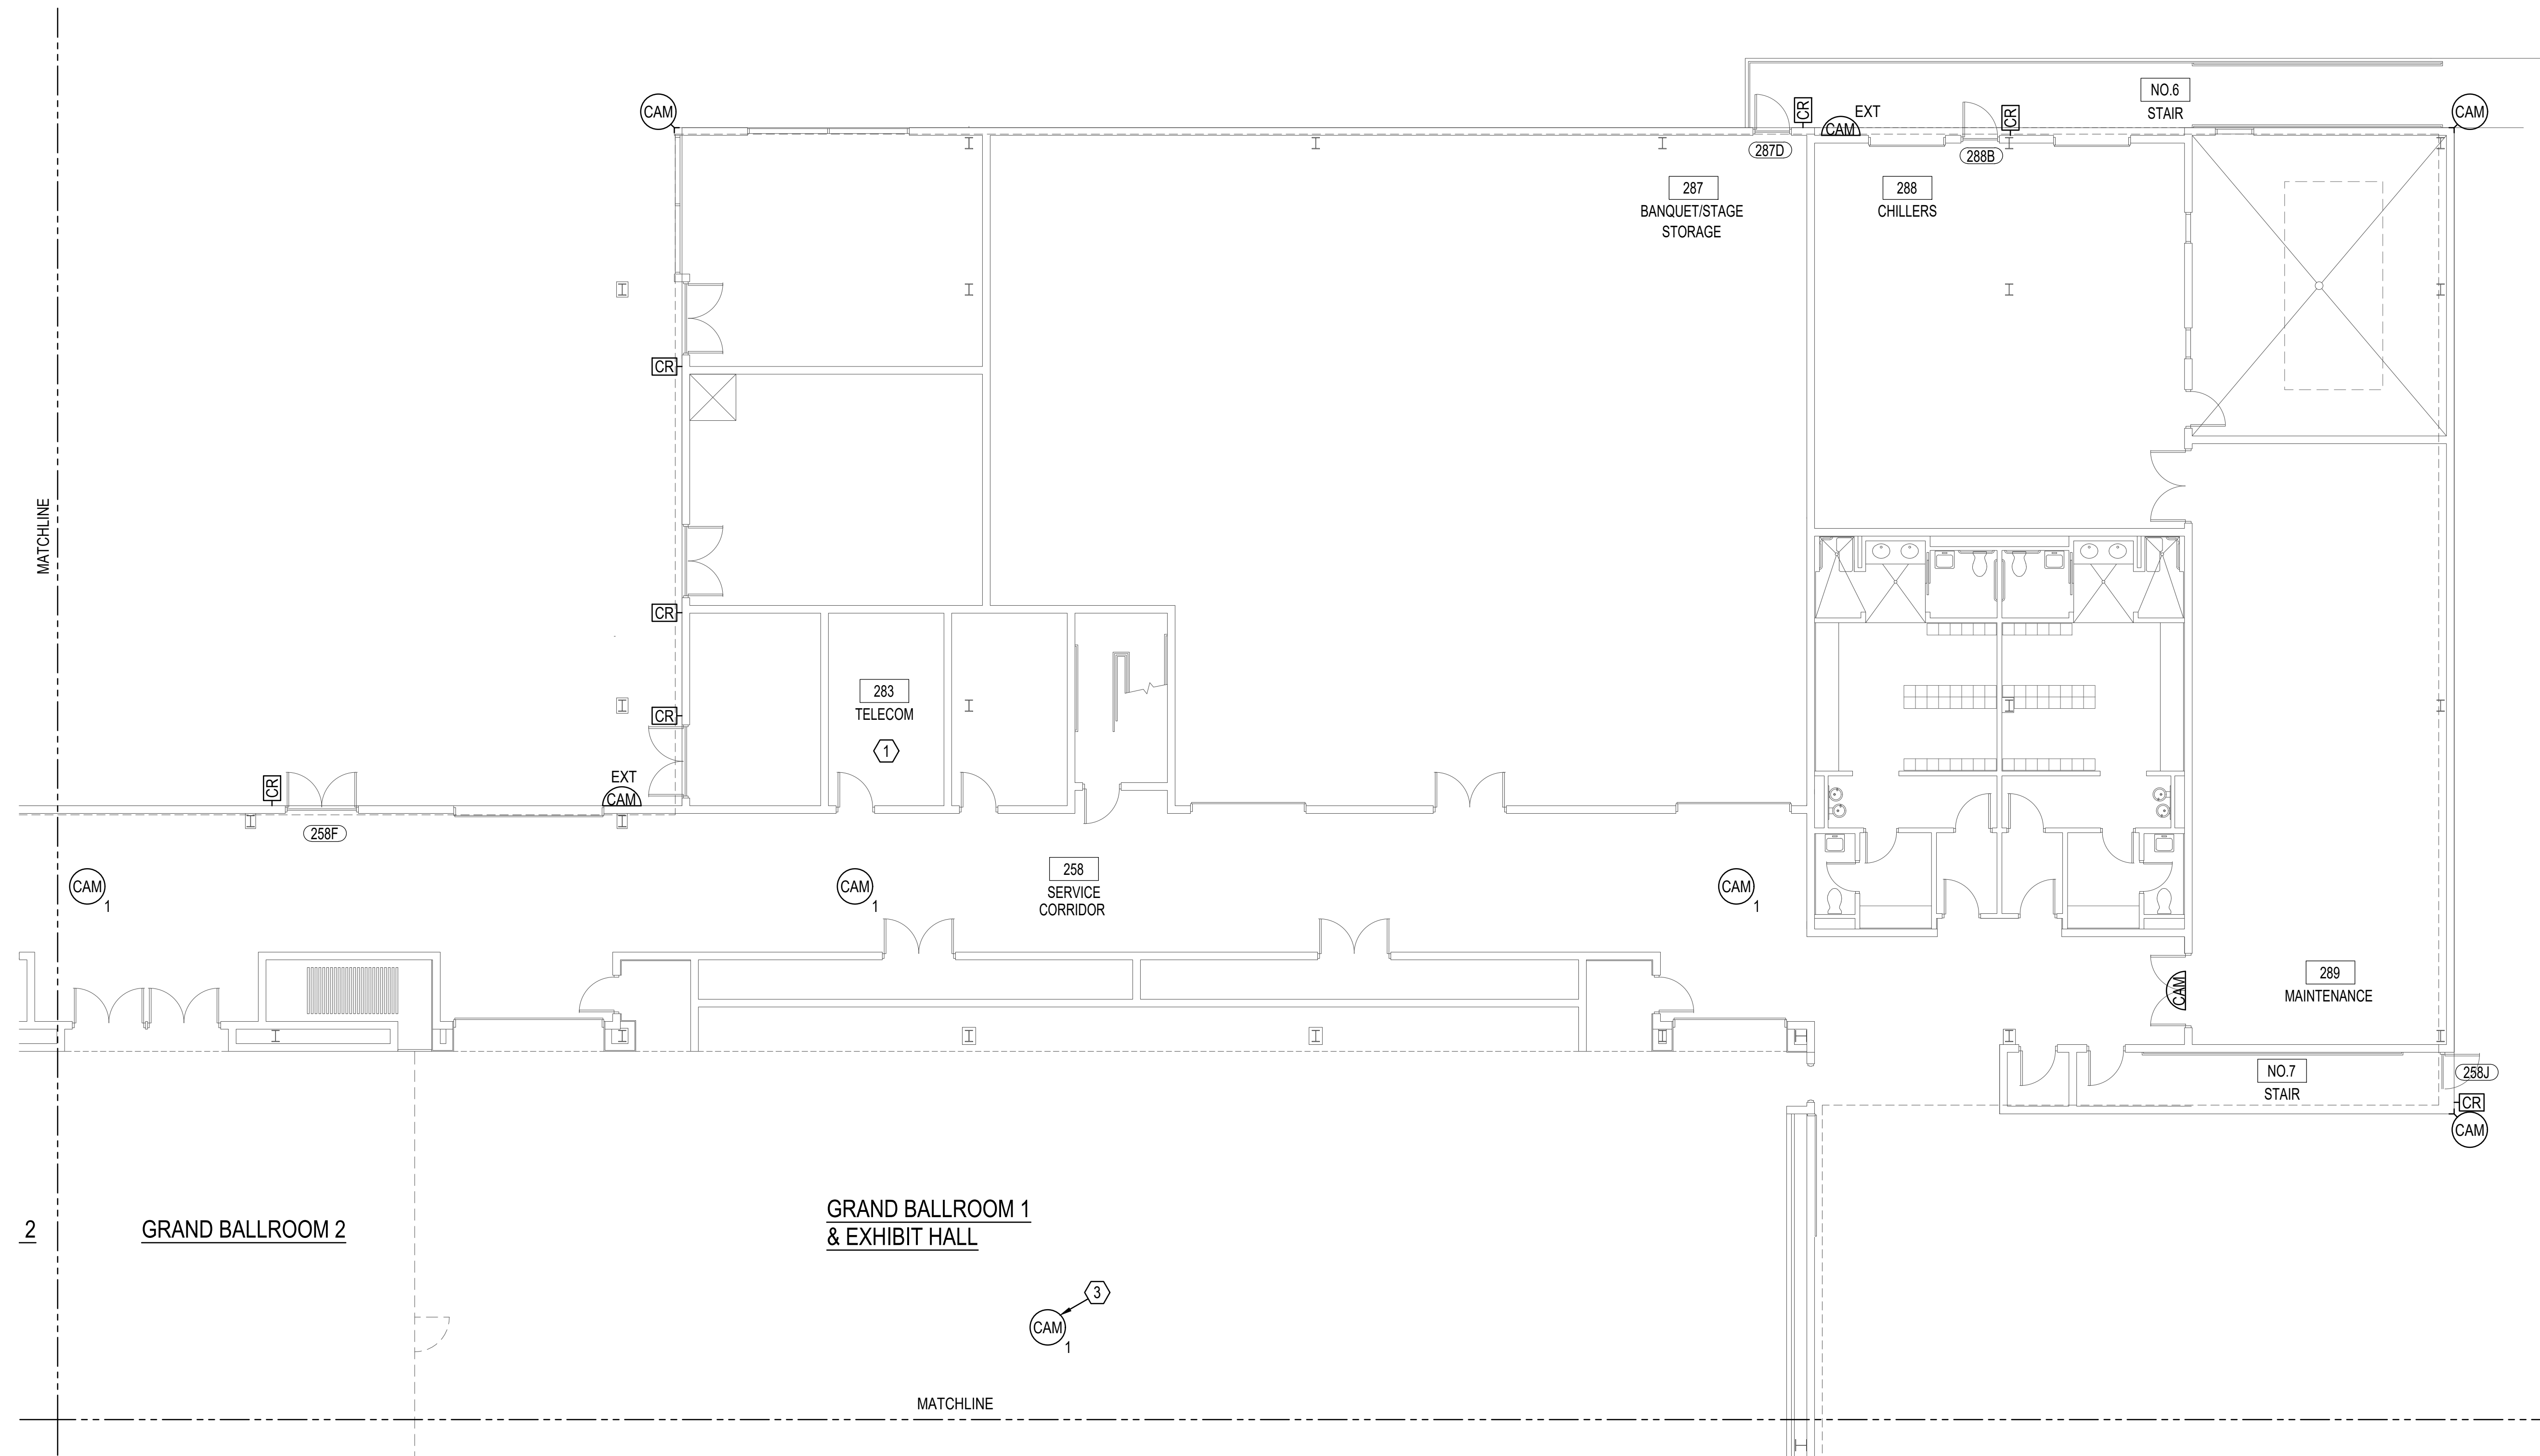 NO.6
STAIR
CAM
CR
EXT
CAM
CR
CAM
287D
288B
287
BANQUET/STAGE
STORAGE
288
CHILLERS
CR
MATCHLINE
CR
283
TELECOM
1
CR
CR
EXT
CAM
258F
258
SERVICE
CORRIDOR
CAM
1
CAM
1
CAM
1
CAM
289
MAINTENANCE
NO.7
STAIR
258J
CR
CAM
2
GRAND BALLROOM 2
GRAND BALLROOM 1
& EXHIBIT HALL
3
CAM
1
MATCHLINE